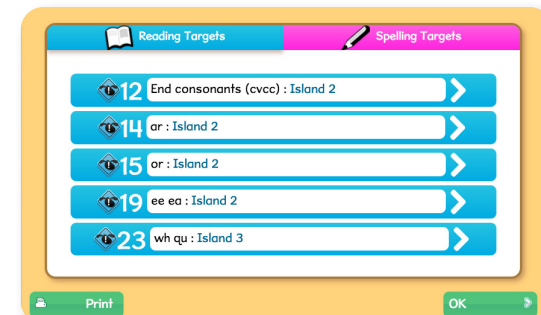 Reading Targets
Spelling Targets
12 End consonants (cvcc) : Island 2
14 ar : Island 2
15 or : Island 2
19 ee ea : Island 2
23 wh qu : Island 3
Print
OK